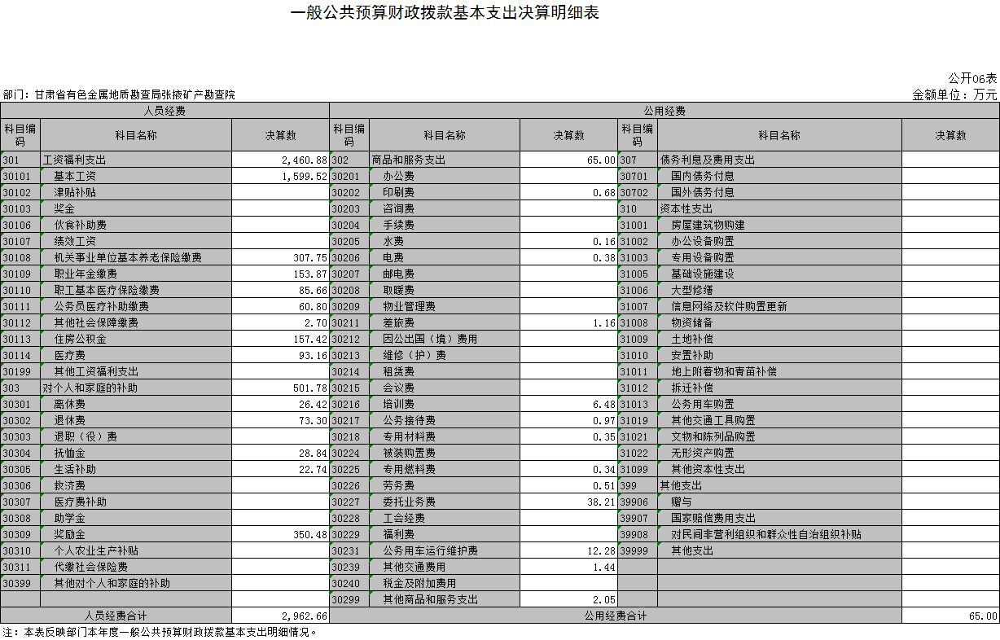 一般公共预算财政拨款基本支出决算明细表
公开06表
部门：甘肃省有色金属地质勘查局张掖矿产勘查院 金额单位：万元
人员经费 公用经费
科目编码 科目名称 决算数 科目编码 科目名称 决算数 科目编码 科目名称 决算数
301 工资福利支出 2,460.88 302 商品和服务支出 65.00 307 债务利息及费用支出
30101 基本工资 1,599.52 30201 办公费 30701 国内债务付息
30102 津贴补贴 30202 印刷费 0.68 30702 国外债务付息
30103 奖金 30203 咨询费 310 资本性支出
30106 伙食补助费 30204 手续费 31001 房屋建筑物购建
30107 绩效工资 30205 水费 0.16 31002 办公设备购置
30108 机关事业单位基本养老保险缴费 307.75 30206 电费 0.38 31003 专用设备购置
30109 职业年金缴费 153.87 30207 邮电费 31005 基础设施建设
30110 职工基本医疗保险缴费 85.66 30208 取暖费 31006 大型修缮
30111 公务员医疗补助缴费 60.80 30209 物业管理费 31007 信息网络及软件购置更新
30112 其他社会保障缴费 2.70 30211 差旅费 1.16 31008 物资储备
30113 住房公积金 157.42 30212 因公出国（境）费用 31009 土地补偿
30114 医疗费 93.16 30213 维修（护）费 31010 安置补助
30199 其他工资福利支出 30214 租赁费 31011 地上附着物和青苗补偿
303 对个人和家庭的补助 501.78 30215 会议费 31012 拆迁补偿
30301 离休费 26.42 30216 培训费 6.48 31013 公务用车购置
30302 退休费 73.30 30217 公务接待费 0.97 31019 其他交通工具购置
30303 退职（役）费 30218 专用材料费 0.35 31021 文物和陈列品购置
30304 抚恤金 28.84 30224 被装购置费 31022 无形资产购置
30305 生活补助 22.74 30225 专用燃料费 0.34 31099 其他资本性支出
30306 救济费 30226 劳务费 0.51 399 其他支出
30307 医疗费补助 30227 委托业务费 38.21 39906 赠与
30308 助学金 30228 工会经费 39907 国家赔偿费用支出
30309 奖励金 350.48 30229 福利费 39908 对民间非营利组织和群众性自治组织补贴
30310 个人农业生产补贴 30231 公务用车运行维护费 12.28 39999 其他支出
30311 代缴社会保险费 30239 其他交通费用 1.44
30399 其他对个人和家庭的补助 30240 税金及附加费用
30299 其他商品和服务支出 2.05
人员经费合计 2,962.66 公用经费合计 65.00
注：本表反映部门本年度一般公共预算财政拨款基本支出明细情况。